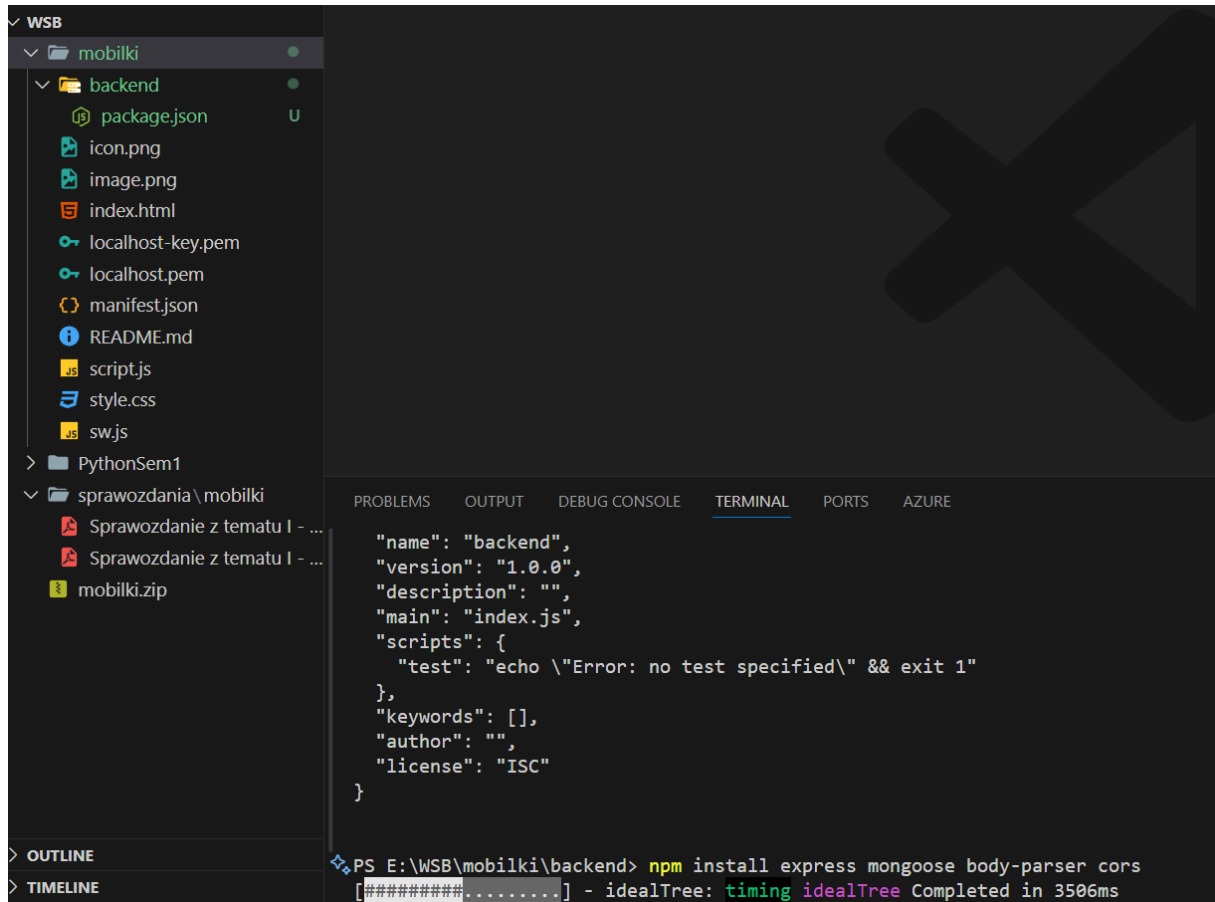 WSB
mobilki
backend
package.json U
icon.png
image.png
index.html
localhost-key.pem
localhost.pem
manifest.json
README.md
script.js
style.css
sw.js
PythonSem1
sprawozdania\mobilki
Sprawozdanie z tematu I - ...
Sprawozdanie z tematu I - ...
mobilki.zip
OUTLINE
TIMELINE
PROBLEMS OUTPUT DEBUG CONSOLE TERMINAL PORTS AZURE
"name": "backend",
"version": "1.0.0",
"description": "",
"main": "index.js",
"scripts": {
"test": "echo \"Error: no test specified\" && exit 1"
},
"keywords": [],
"author": "",
"license": "ISC"
}
PS E:\WSB\mobilki\backend> npm install express mongoose body-parser cors
[#########.........] - idealTree: timing idealTree Completed in 3506ms